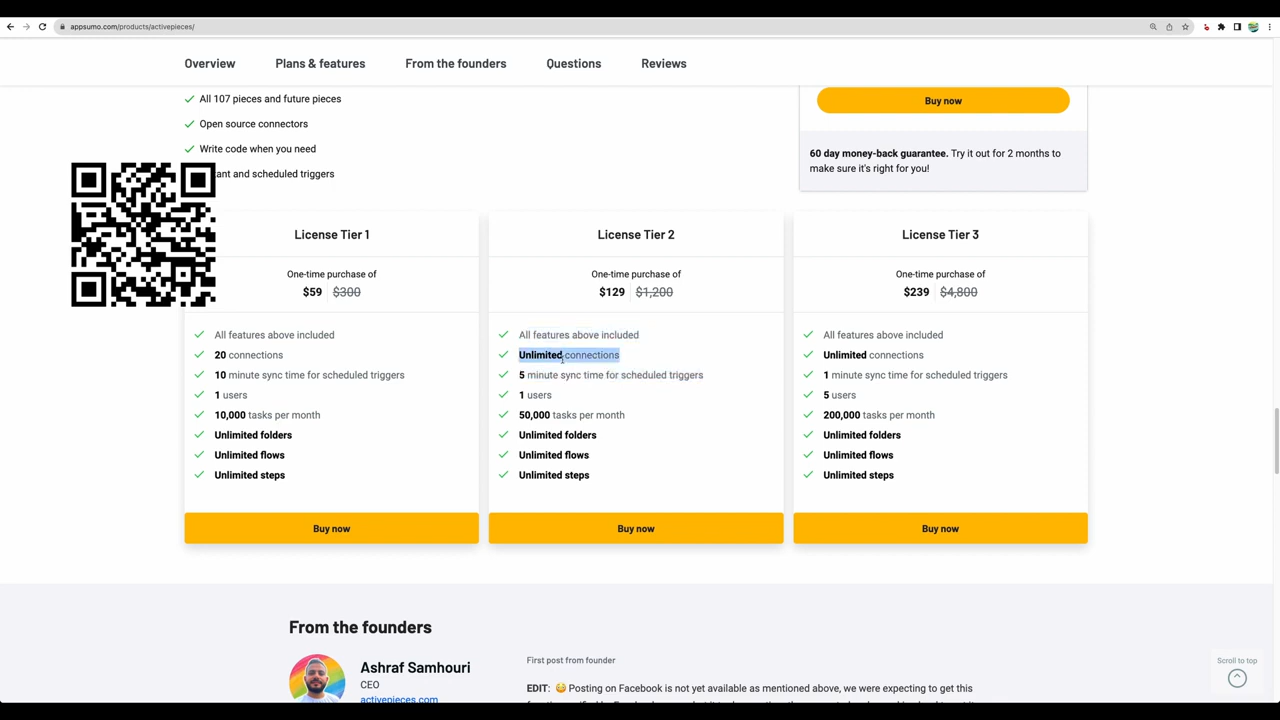 appsumo.com/products/activepieces/
Overview
Plans & features
From the founders
Questions
Reviews
All 107 pieces and future pieces
Open source connectors
Write code when you need
and scheduled triggers
Buy now
60 day money-back guarantee. Try it out for 2 months to
make sure it's right for you!
License Tier 1
One-time purchase of
$59 $300
All features above included
20 connections
10 minute sync time for scheduled triggers
1 users
10,000 tasks per month
Unlimited folders
Unlimited flows
Unlimited steps
Buy now
License Tier 2
One-time purchase of
$129 $1,200
All features above included
Unlimited connections
5 minute sync time for scheduled triggers
1 users
50,000 tasks per month
Unlimited folders
Unlimited flows
Unlimited steps
Buy now
License Tier 3
One-time purchase of
$239 $4,800
All features above included
Unlimited connections
1 minute sync time for scheduled triggers
5 users
200,000 tasks per month
Unlimited folders
Unlimited flows
Unlimited steps
Buy now
From the founders
Ashraf Samhouri
CEO
activepieces.com
First post from founder
EDIT: 😅 Posting on Facebook is not yet available as mentioned above, we were expecting to get this
Scroll to top